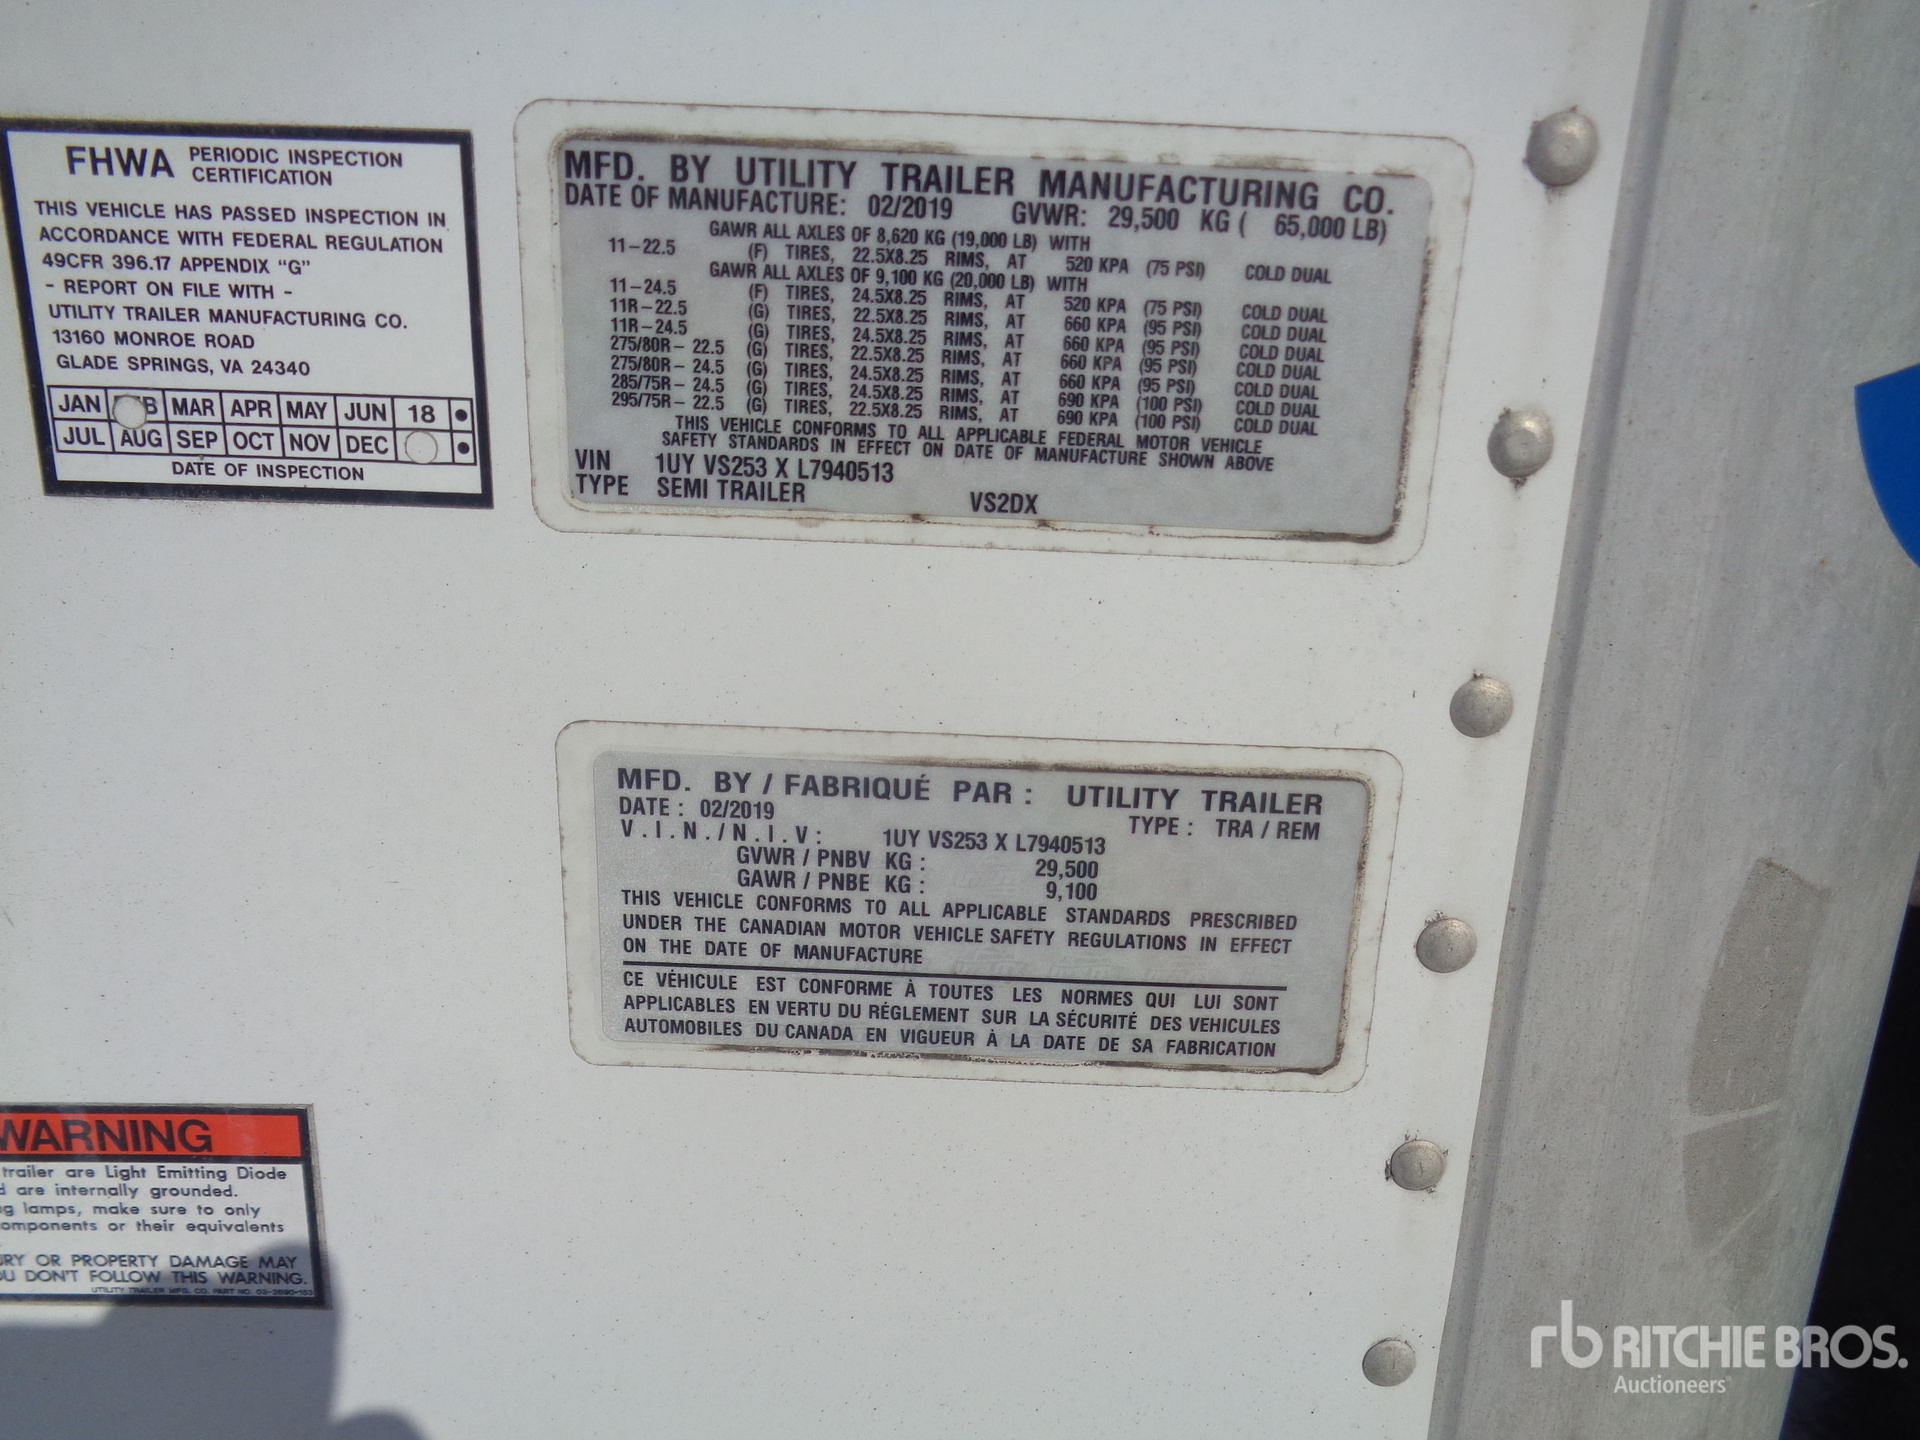 FHWA PERIODIC INSPECTION
CERTIFICATION
THIS VEHICLE HAS PASSED INSPECTION IN
ACCORDANCE WITH FEDERAL REGULATION
49CFR 396.17 APPENDIX “G”
- REPORT ON FILE WITH -
UTILITY TRAILER MANUFACTURING CO.
13160 MONROE ROAD
GLADE SPRINGS, VA 24340
JAN MAR APR MAY JUN 18 •
JUL AUG SEP OCT NOV DEC •
DATE OF INSPECTION
MFD. BY UTILITY TRAILER MANUFACTURING CO.
DATE OF MANUFACTURE: 02/2019 GVWR: 29,500 KG ( 65,000 LB)
GAWR ALL AXLES OF 8,620 KG (19,000 LB) WITH
11-22.5 (F) TIRES, 22.5X8.25 RIMS, AT 520 KPA (75 PSI) COLD DUAL
GAWR ALL AXLES OF 9,100 KG (20,000 LB) WITH
11-24.5 (F) TIRES, 24.5X8.25 RIMS, AT 520 KPA (75 PSI) COLD DUAL
11R-22.5 (G) TIRES, 22.5X8.25 RIMS, AT 660 KPA (95 PSI) COLD DUAL
11R-24.5 (G) TIRES, 24.5X8.25 RIMS, AT 660 KPA (95 PSI) COLD DUAL
275/80R- 22.5 (G) TIRES, 22.5X8.25 RIMS, AT 660 KPA (95 PSI) COLD DUAL
275/80R- 24.5 (G) TIRES, 24.5X8.25 RIMS, AT 660 KPA (95 PSI) COLD DUAL
285/75R- 24.5 (G) TIRES, 24.5X8.25 RIMS, AT 690 KPA (100 PSI) COLD DUAL
295/75R- 22.5 (G) TIRES, 22.5X8.25 RIMS, AT 690 KPA (100 PSI) COLD DUAL
THIS VEHICLE CONFORMS TO ALL APPLICABLE FEDERAL MOTOR VEHICLE
SAFETY STANDARDS IN EFFECT ON DATE OF MANUFACTURE SHOWN ABOVE
VIN 1UY VS253 X L7940513
TYPE SEMI TRAILER VS2DX
MFD. BY / FABRIQUÉ PAR : UTILITY TRAILER
DATE : 02/2019 TYPE : TRA / REM
V.I.N./N.I.V: 1UY VS253 X L7940513
GVWR / PNBV KG : 29,500
GAWR / PNBE KG : 9,100
THIS VEHICLE CONFORMS TO ALL APPLICABLE STANDARDS PRESCRIBED
UNDER THE CANADIAN MOTOR VEHICLE SAFETY REGULATIONS IN EFFECT
ON THE DATE OF MANUFACTURE
CE VÉHICULE EST CONFORME À TOUTES LES NORMES QUI LUI SONT
APPLICABLES EN VERTU DU RÉGLEMENT SUR LA SÉCURITÉ DES VEHICULES
AUTOMOBILES DU CANADA EN VIGUEUR À LA DATE DE SA FABRICATION
WARNING
trailer are Light Emitting Diode
are internally grounded.
lamps, make sure to only
omponents or their equivalents
OR PROPERTY DAMAGE MAY
DON'T FOLLOW THIS WARNING.
UTILITY TRAILER MFG. CO. PART NO. 03-2690-153
rb RITCHIE BROS.
Auctioneers